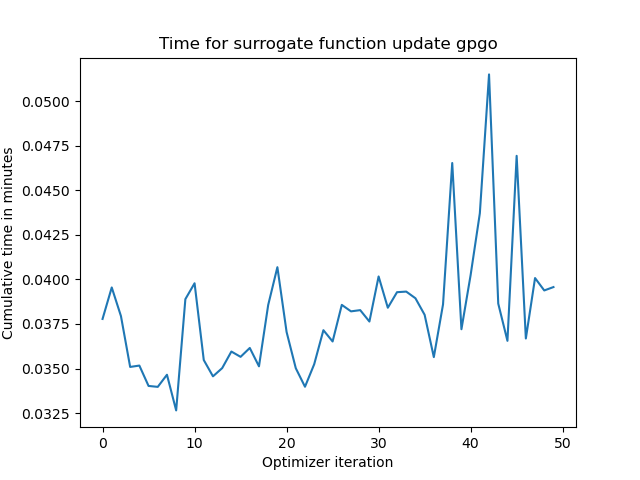 Time for surrogate function update gpgo
Cumulative time in minutes
0.0500
0.0475
0.0450
0.0425
0.0400
0.0375
0.0350
0.0325
0 10 20 30 40 50
Optimizer iteration